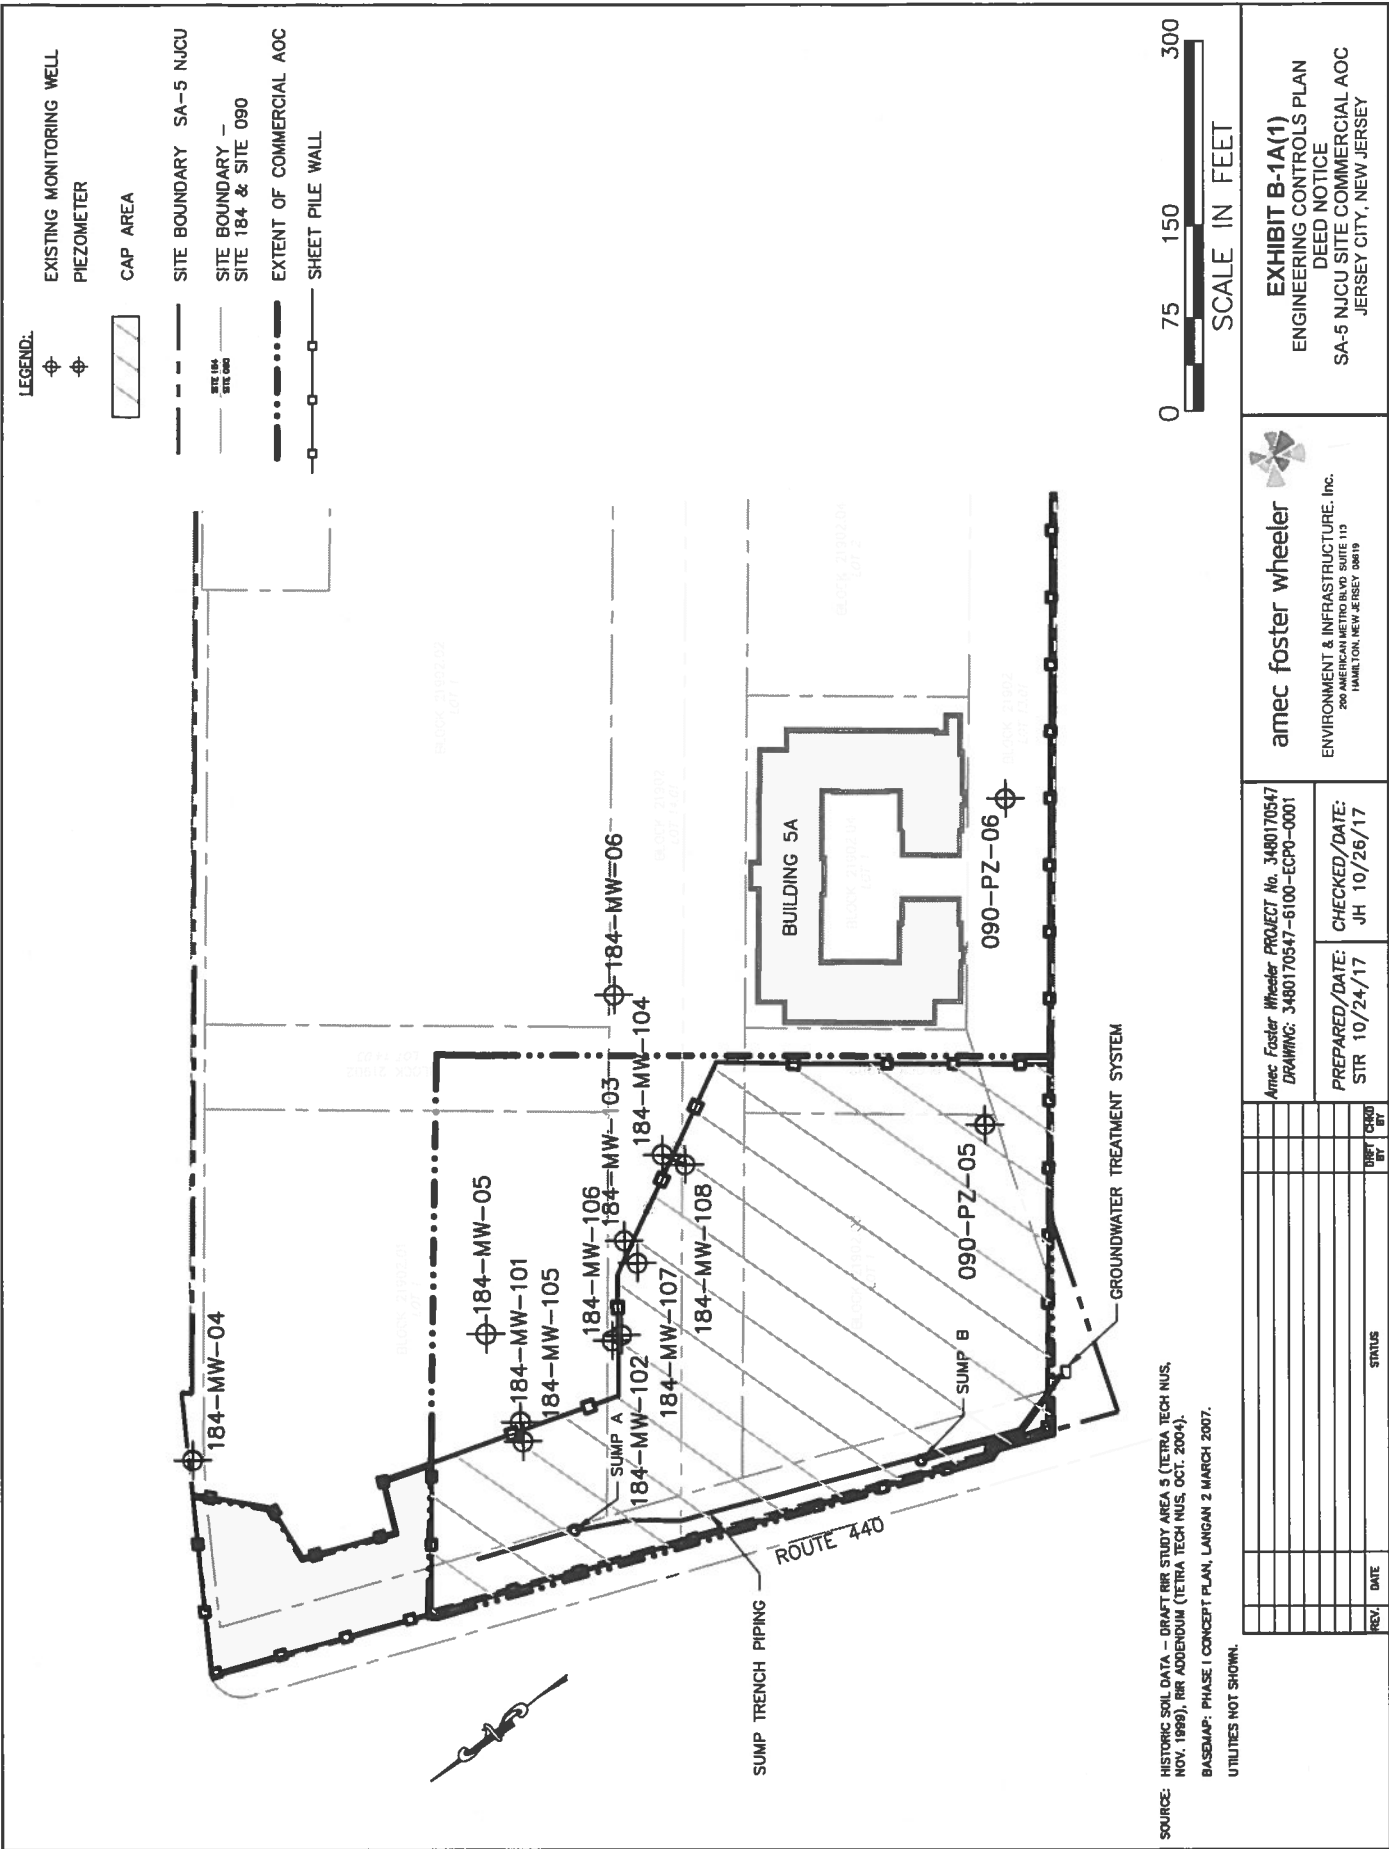 LEGEND:
EXISTING MONITORING WELL
PIEZOMETER
CAP AREA
SITE BOUNDARY SA-5 NJCU
SITE 184
SITE 090
SITE BOUNDARY -
SITE 184 & SITE 090
EXTENT OF COMMERCIAL AOC
SHEET PILE WALL
184-MW-04
184-MW-05
184-MW-101
184-MW-105
184-MW-106
184-MW-103
184-MW-104
184-MW-06
184-MW-102
184-MW-107
184-MW-108
SUMP A
SUMP B
BUILDING 5A
090-PZ-06
090-PZ-05
ROUTE 440
SUMP TRENCH PIPING
GROUNDWATER TREATMENT SYSTEM
0 75 150 300
SCALE IN FEET
SOURCE: HISTORIC SOIL DATA - DRAFT RIR STUDY AREA 5 (TETRA TECH NUS,
NOV. 1999), RIR ADDENDUM (TETRA TECH NUS, OCT. 2004).
BASEMAP: PHASE I CONCEPT PLAN, LANGAN 2 MARCH 2007.
UTILITIES NOT SHOWN.
REV. DATE STATUS DRFT BY CHKD BY
Amec Foster Wheeler PROJECT No. 3480170547
DRAWING: 3480170547-6100-ECP0-0001
PREPARED/DATE:
STR 10/24/17
CHECKED/DATE:
JH 10/26/17
amec foster wheeler
ENVIRONMENT & INFRASTRUCTURE, Inc.
200 AMERICAN METRO BLVD SUITE 113
HAMILTON, NEW JERSEY 08619
EXHIBIT B-1A(1)
ENGINEERING CONTROLS PLAN
DEED NOTICE
SA-5 NJCU SITE COMMERCIAL AOC
JERSEY CITY, NEW JERSEY